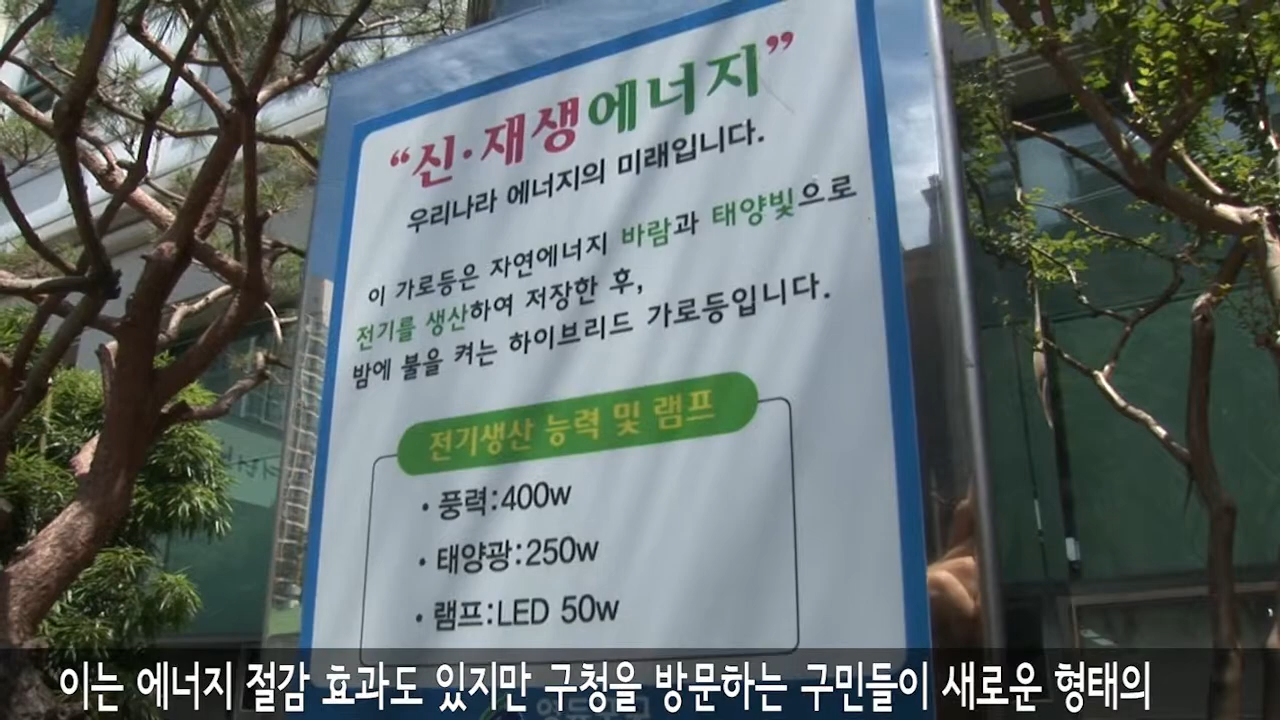 “신·재생에너지”
우리나라 에너지의 미래입니다.
이 가로등은 자연에너지 바람과 태양빛으로
전기를 생산하여 저장한 후,
밤에 불을 켜는 하이브리드 가로등입니다.
전기생산 능력 및 램프
• 풍력:400w
• 태양광:250w
• 램프:LED 50w
이는 에너지 절감 효과도 있지만 구청을 방문하는 구민들이 새로운 형태의